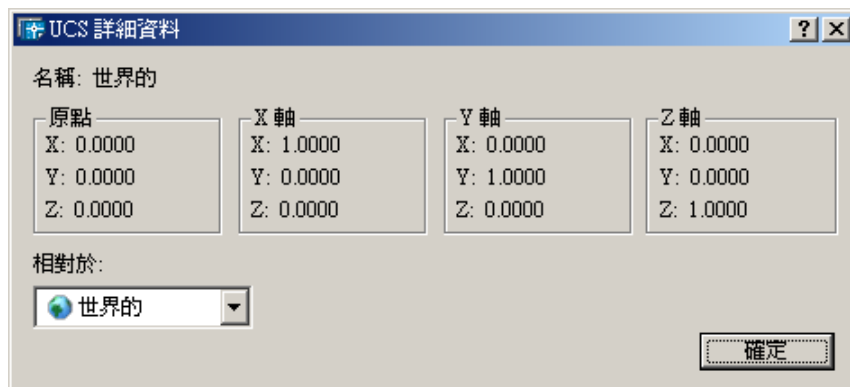 UCS 詳細資料
名稱: 世界的
原點
X: 0.0000
Y: 0.0000
Z: 0.0000
X 軸
X: 1.0000
Y: 0.0000
Z: 0.0000
Y 軸
X: 0.0000
Y: 1.0000
Z: 0.0000
Z 軸
X: 0.0000
Y: 0.0000
Z: 1.0000
相對於:
世界的
確定